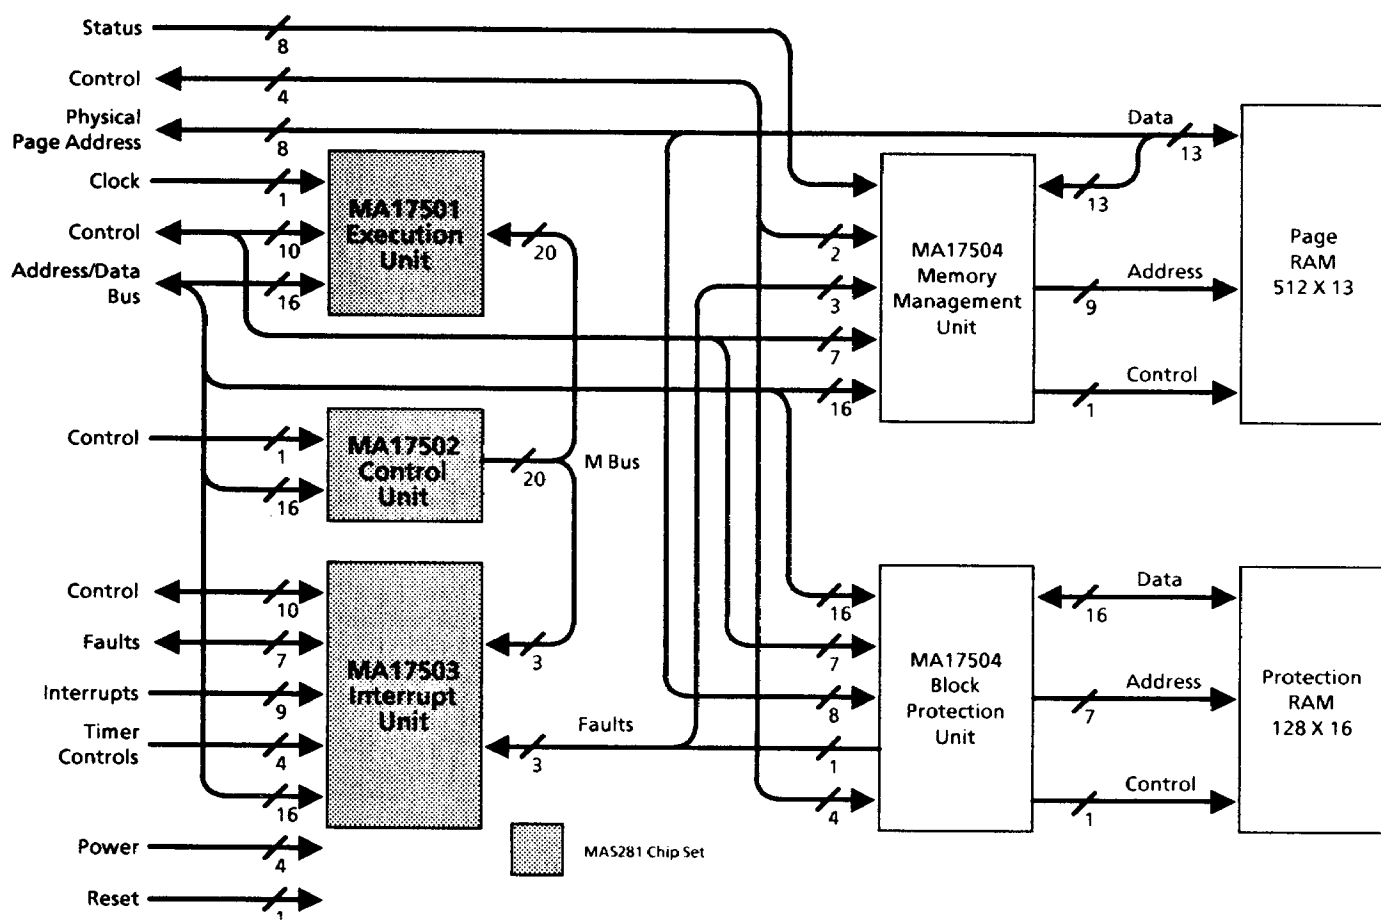 Status
8
Control
4
Physical
Page Address
8
Clock
1
Control
10
Address/Data
Bus
16
MA17501
Execution
Unit
20
Control
1
16
MA17502
Control
Unit
20
M Bus
Control
10
Faults
7
Interrupts
9
Timer
Controls
4
16
MA17503
Interrupt
Unit
3
Faults
3
Power
4
Reset
1
MAS281 Chip Set
2
3
7
16
MA17504
Memory
Management
Unit
Data
13
13
Address
9
Control
1
Page
RAM
512 X 13
16
7
8
1
4
MA17504
Block
Protection
Unit
Data
16
Address
7
Control
1
Protection
RAM
128 X 16